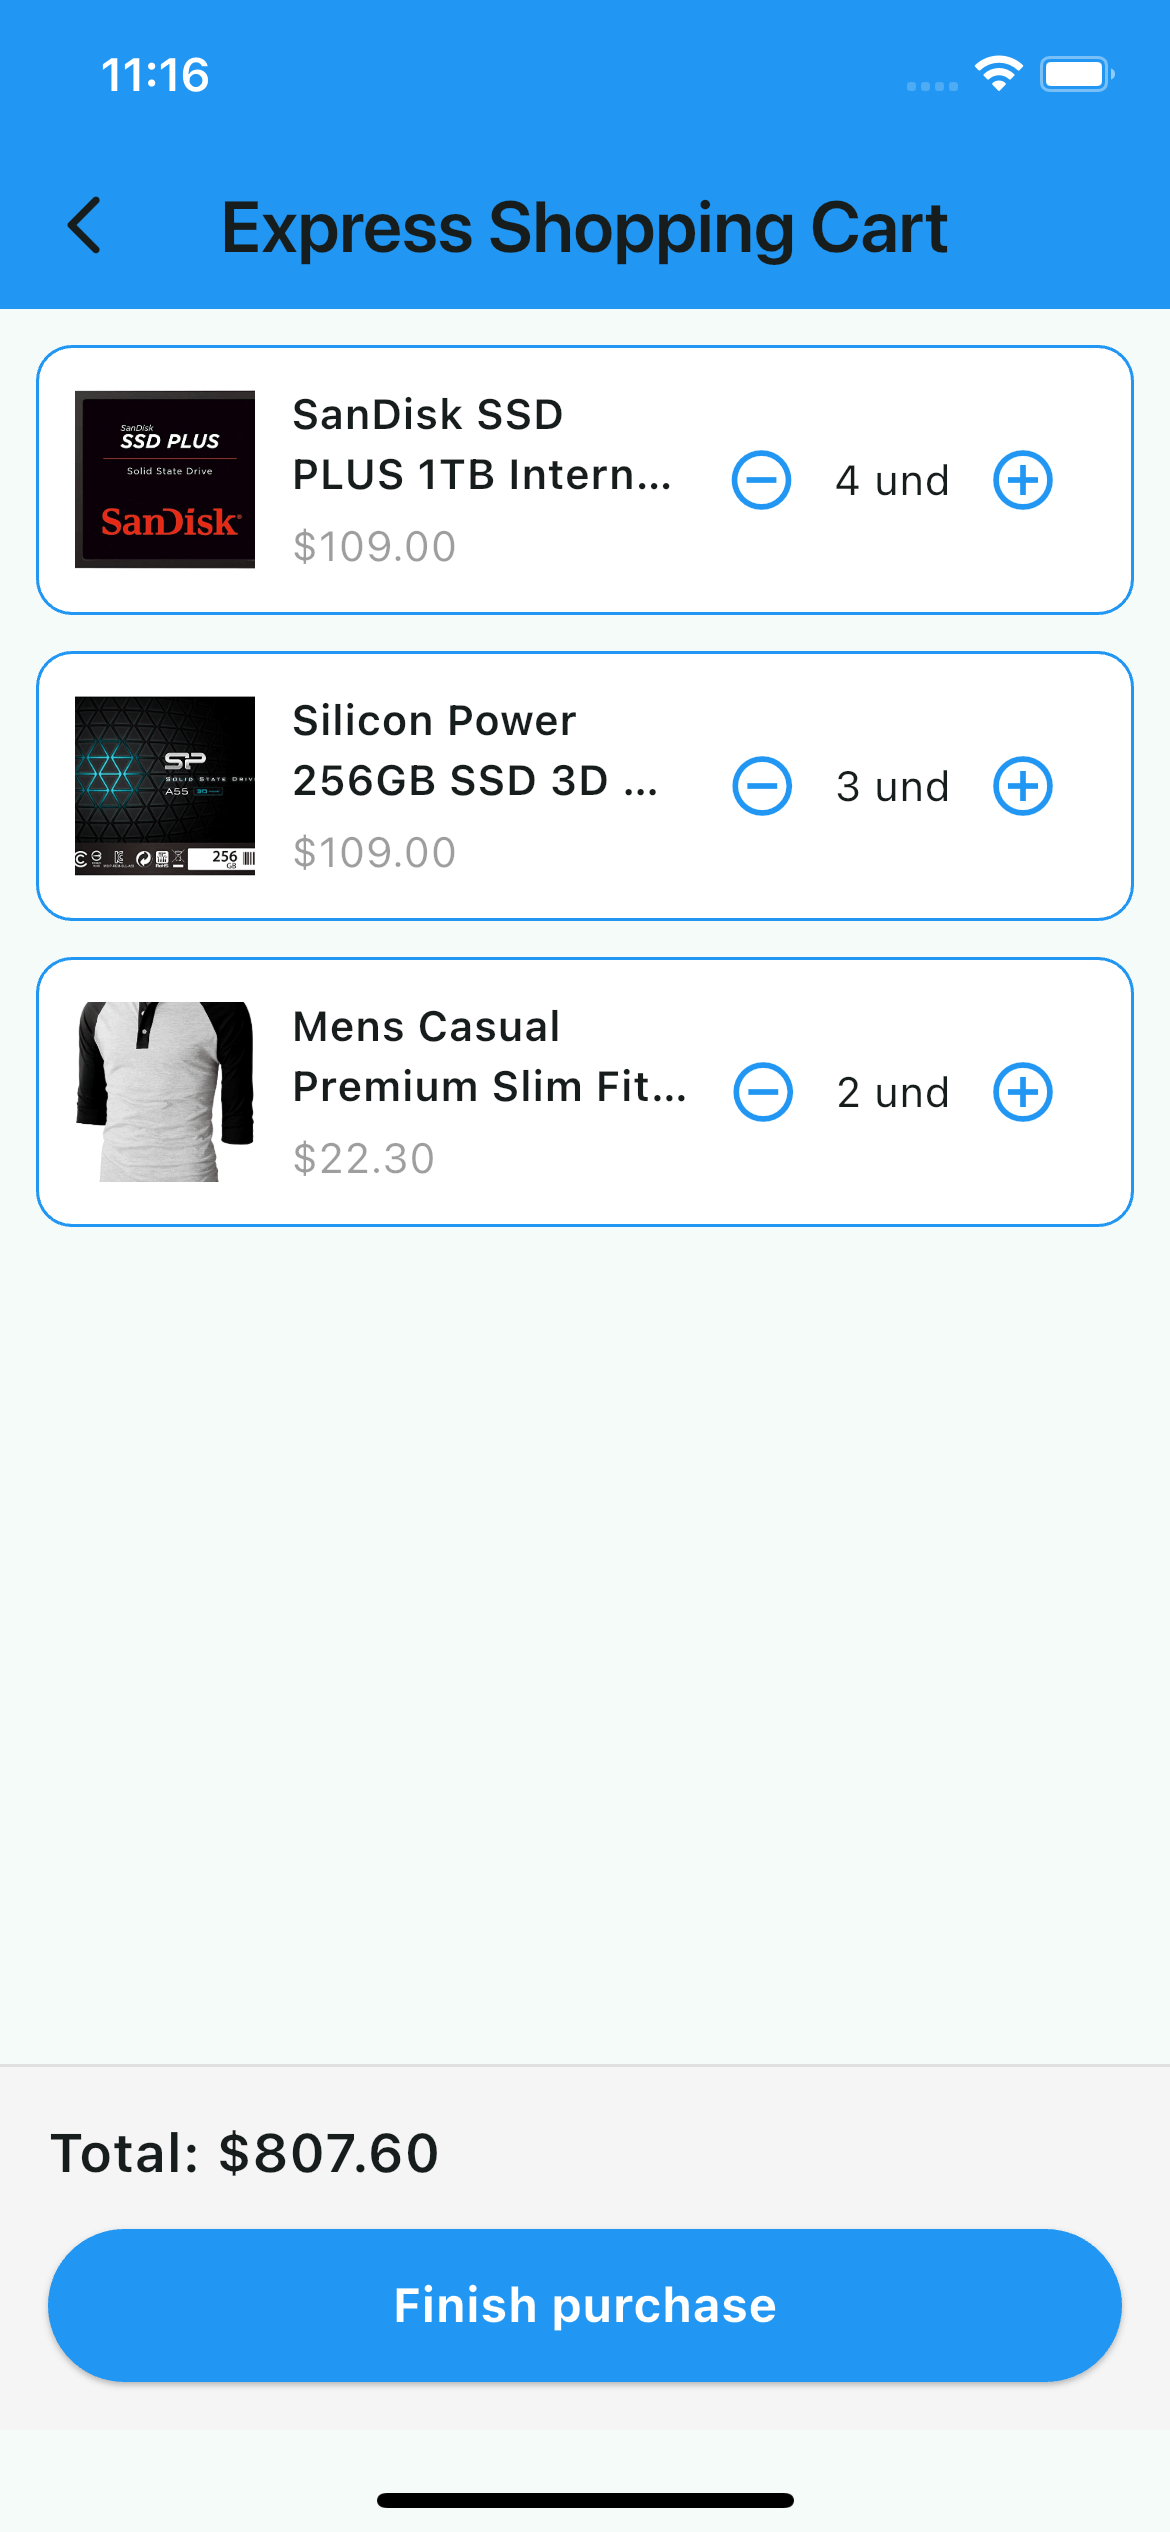 11:16
Express Shopping Cart
SanDisk
SSD PLUS
Solid State Drive
SanDisk
SanDisk SSD
PLUS 1TB Intern...
$109.00
4 und
SP
SOLID STATE DRIV
A55 3D
256
GB
Silicon Power
256GB SSD 3D ...
$109.00
3 und
Mens Casual
Premium Slim Fit...
$22.30
2 und
Total: $807.60
Finish purchase